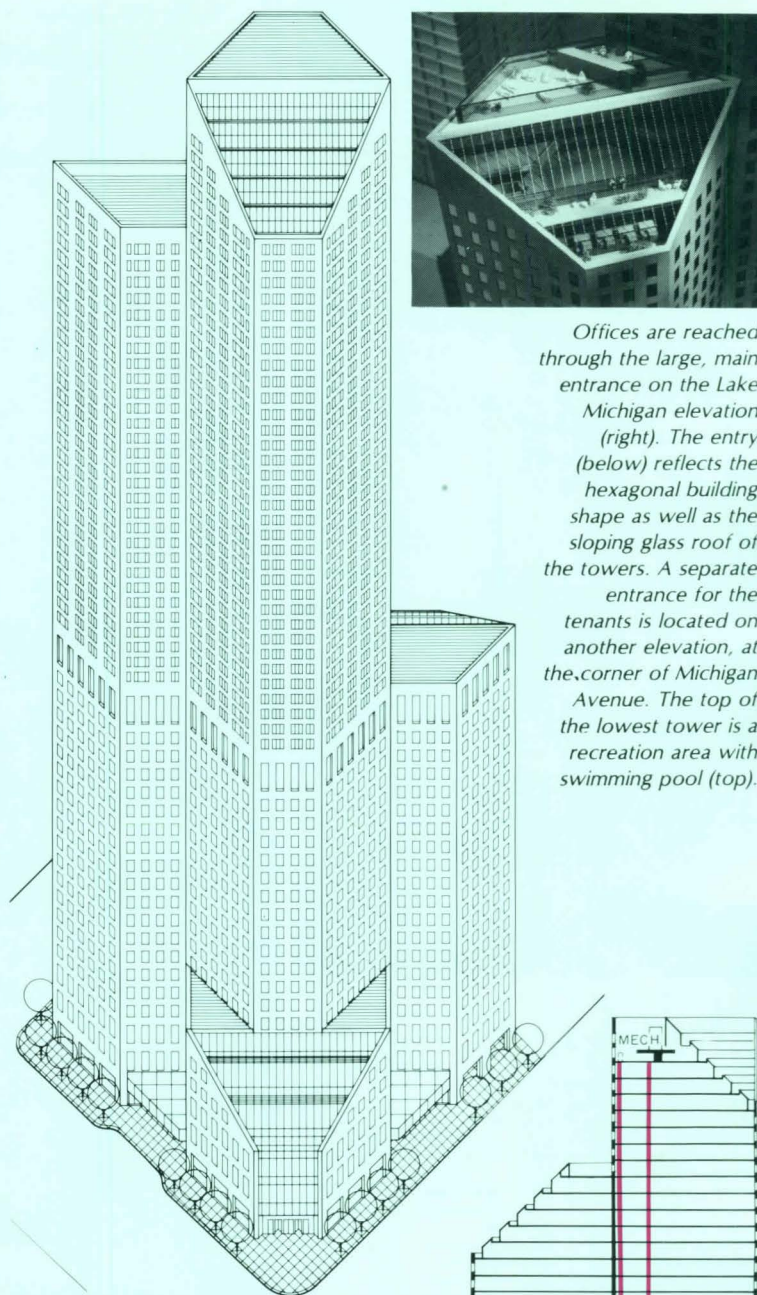 Offices are reached
through the large, main
entrance on the Lake
Michigan elevation
(right). The entry
(below) reflects the
hexagonal building
shape as well as the
sloping glass roof of
the towers. A separate
entrance for the
tenants is located on
another elevation, at
the corner of Michigan
Avenue. The top of
the lowest tower is a
recreation area with
swimming pool (top).
MECH.